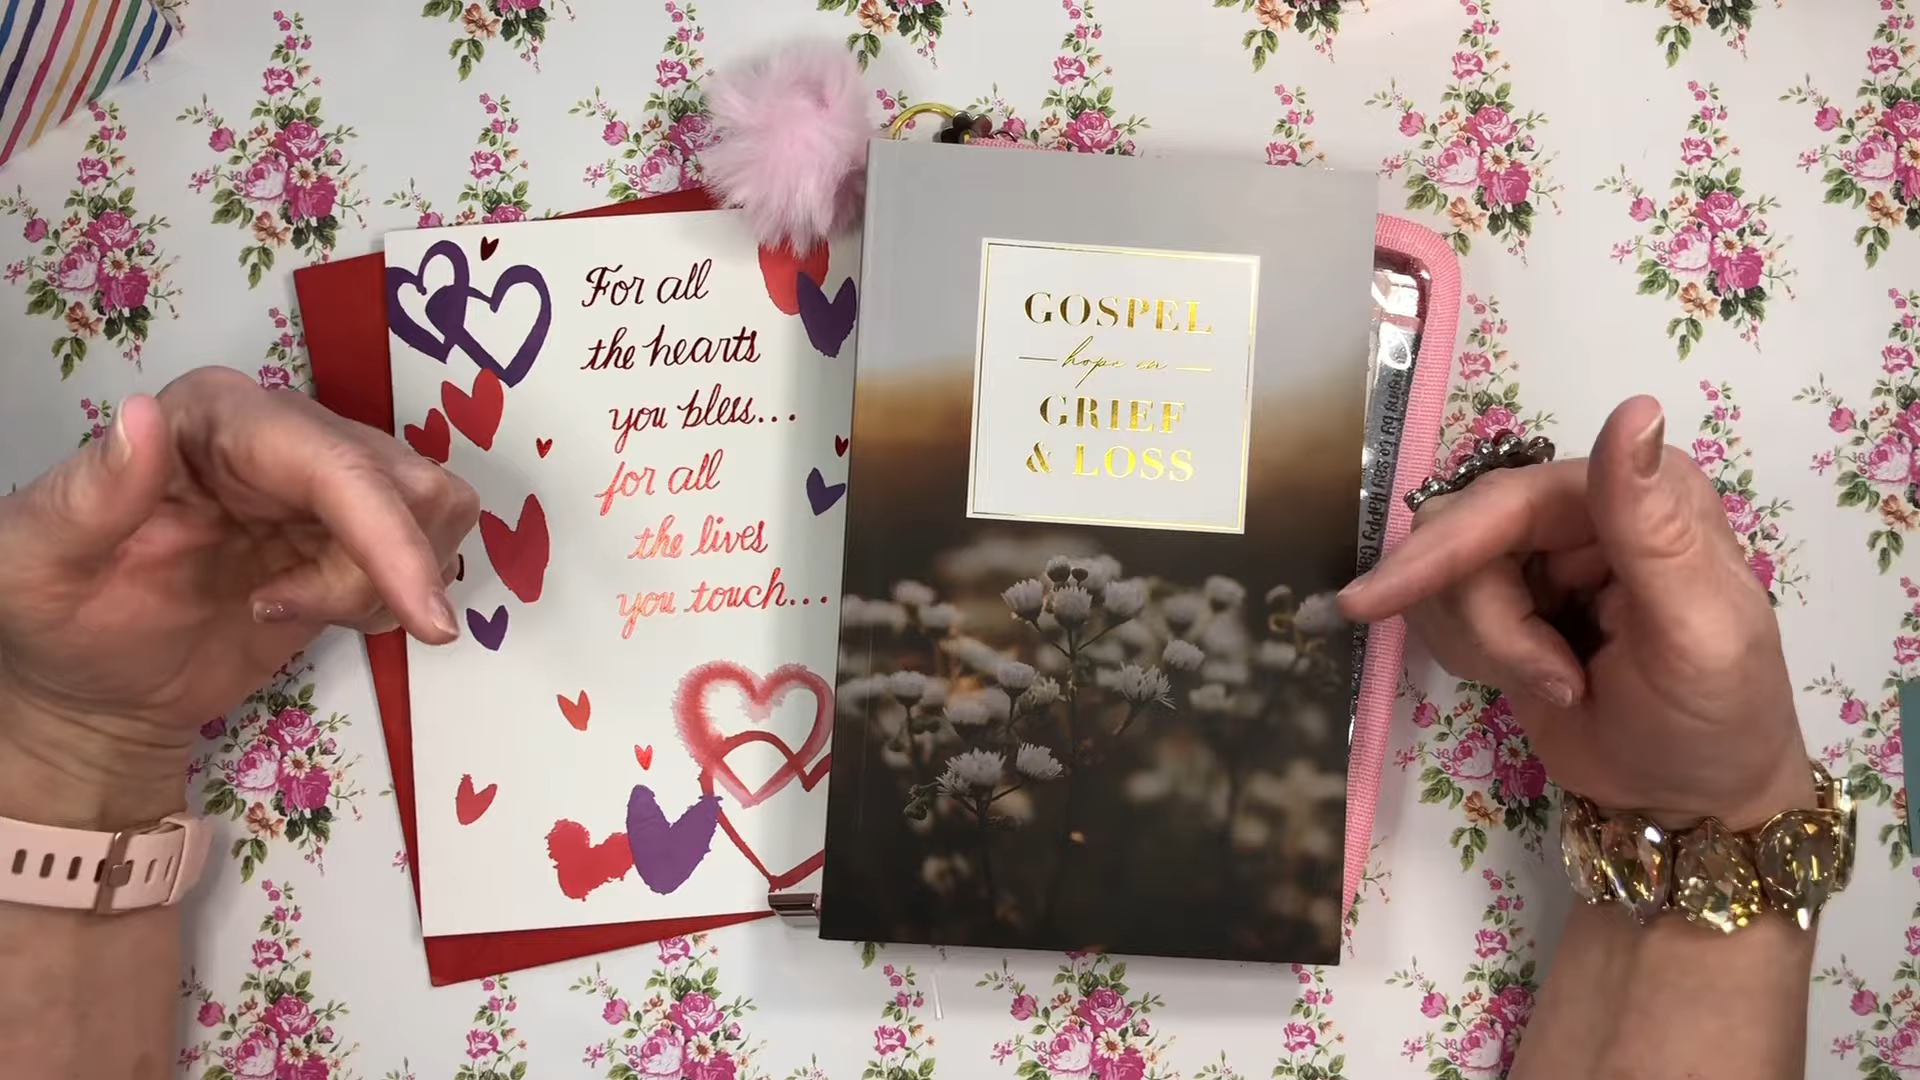 For all
the hearts
you bless...
for all
the lives
you touch...
GOSPEL
hope in
GRIEF
& LOSS